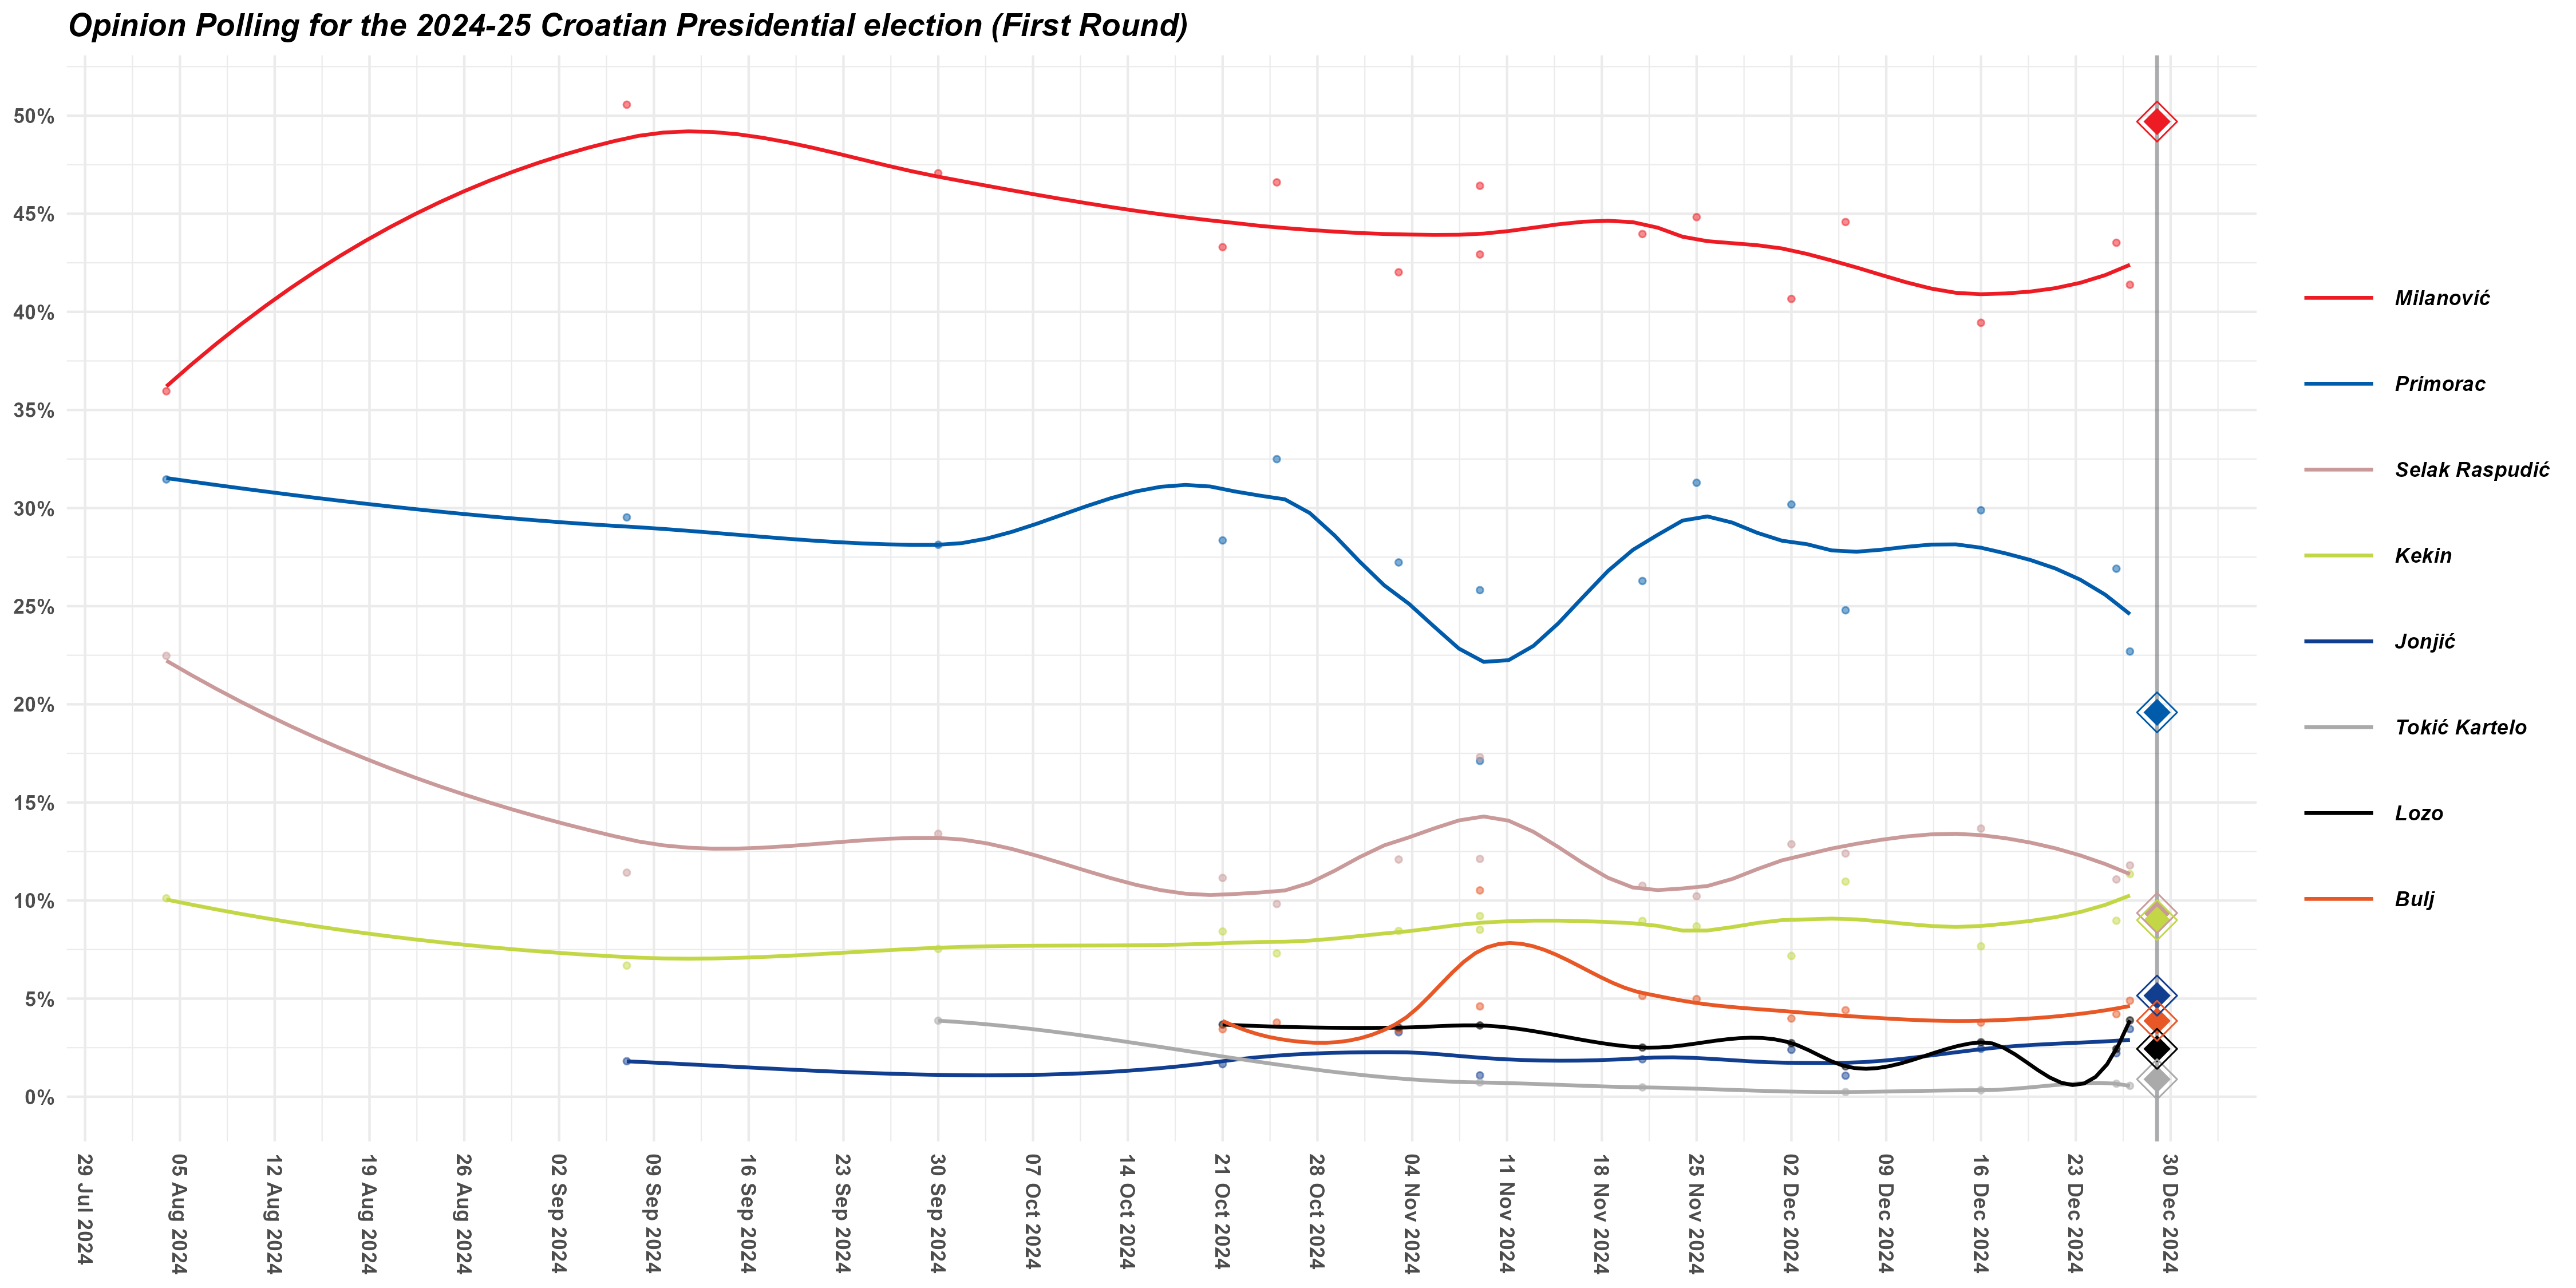 Opinion Polling for the 2024-25 Croatian Presidential election (First Round)
50%
45%
40%
35%
30%
25%
20%
15%
10%
5%
0%
29 Jul 2024
05 Aug 2024
12 Aug 2024
19 Aug 2024
26 Aug 2024
02 Sep 2024
09 Sep 2024
16 Sep 2024
23 Sep 2024
30 Sep 2024
07 Oct 2024
14 Oct 2024
21 Oct 2024
28 Oct 2024
04 Nov 2024
11 Nov 2024
18 Nov 2024
25 Nov 2024
02 Dec 2024
09 Dec 2024
16 Dec 2024
23 Dec 2024
30 Dec 2024
Milanović
Primorac
Selak Raspudić
Kekin
Jonjić
Tokić Kartelo
Lozo
Bulj